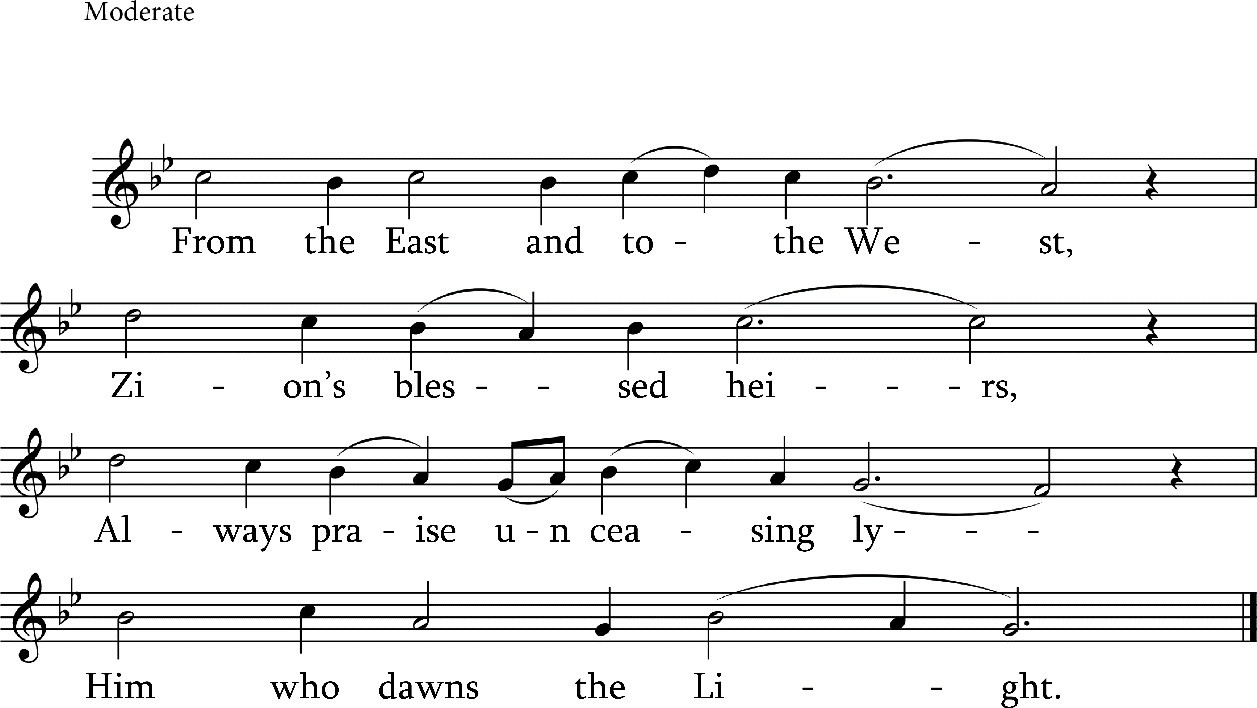 Moderate
From the East and to - the We - st,
Zi - on's bles - - sed hei - - - rs,
Al - ways pra - ise u - n cea - sing ly - - -
Him who dawns the Li - - ght.